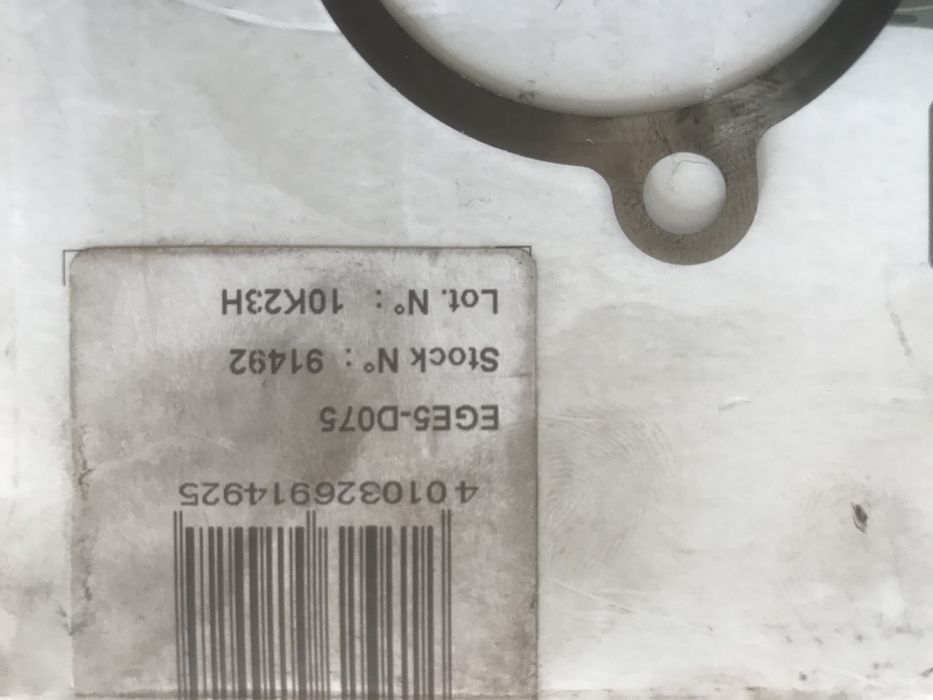 4010326914925
EGE5-D075
Stock N° : 91492
Lot. N° : 10K23H